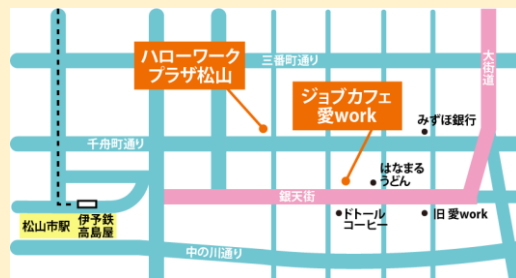 ハローワーク
プラザ松山
三番町通り
大街道
ジョブカフェ
愛work
みずほ銀行
千舟町通り
はなまる
うどん
銀天街
松山市駅
伊予鉄
高島屋
ドトール
コーヒー
旧 愛work
中の川通り